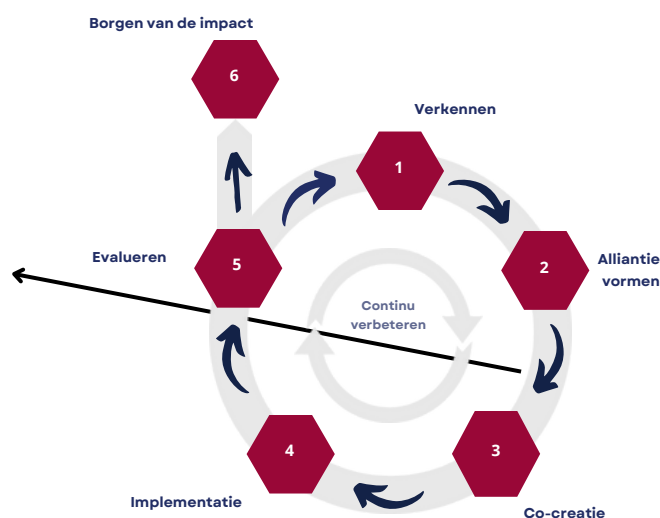 Borgen van de impact
6
Verkennen
1
Evalueren
5
2
Alliantie
vormen
Continu
verbeteren
4
3
Implementatie
Co-creatie